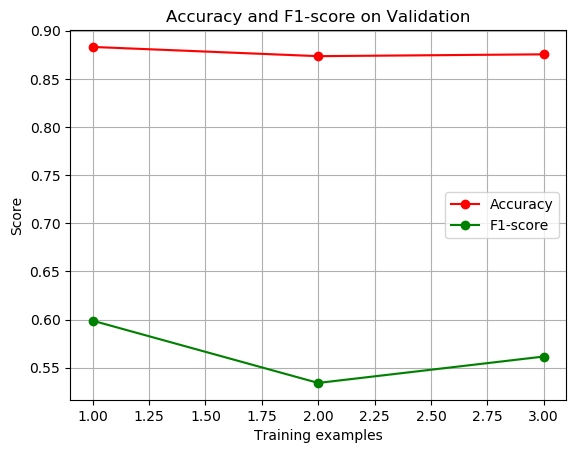 Accuracy and F1-score on Validation
0.90
0.85
0.80
0.75
0.70
0.65
0.60
0.55
Score
Accuracy
F1-score
1.00 1.25 1.50 1.75 2.00 2.25 2.50 2.75 3.00
Training examples